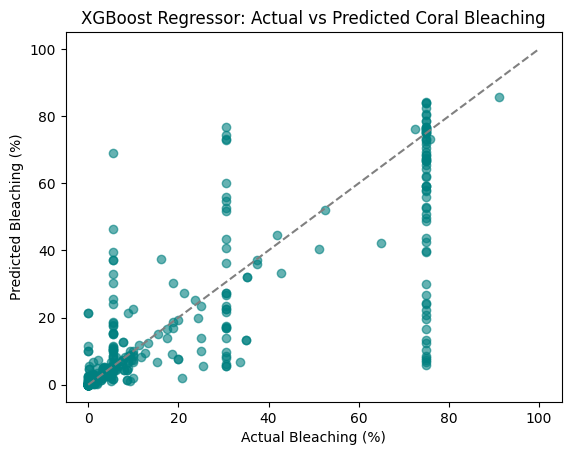 XGBoost Regressor: Actual vs Predicted Coral Bleaching
Predicted Bleaching (%)
100
80
60
40
20
0
0 20 40 60 80 100
Actual Bleaching (%)